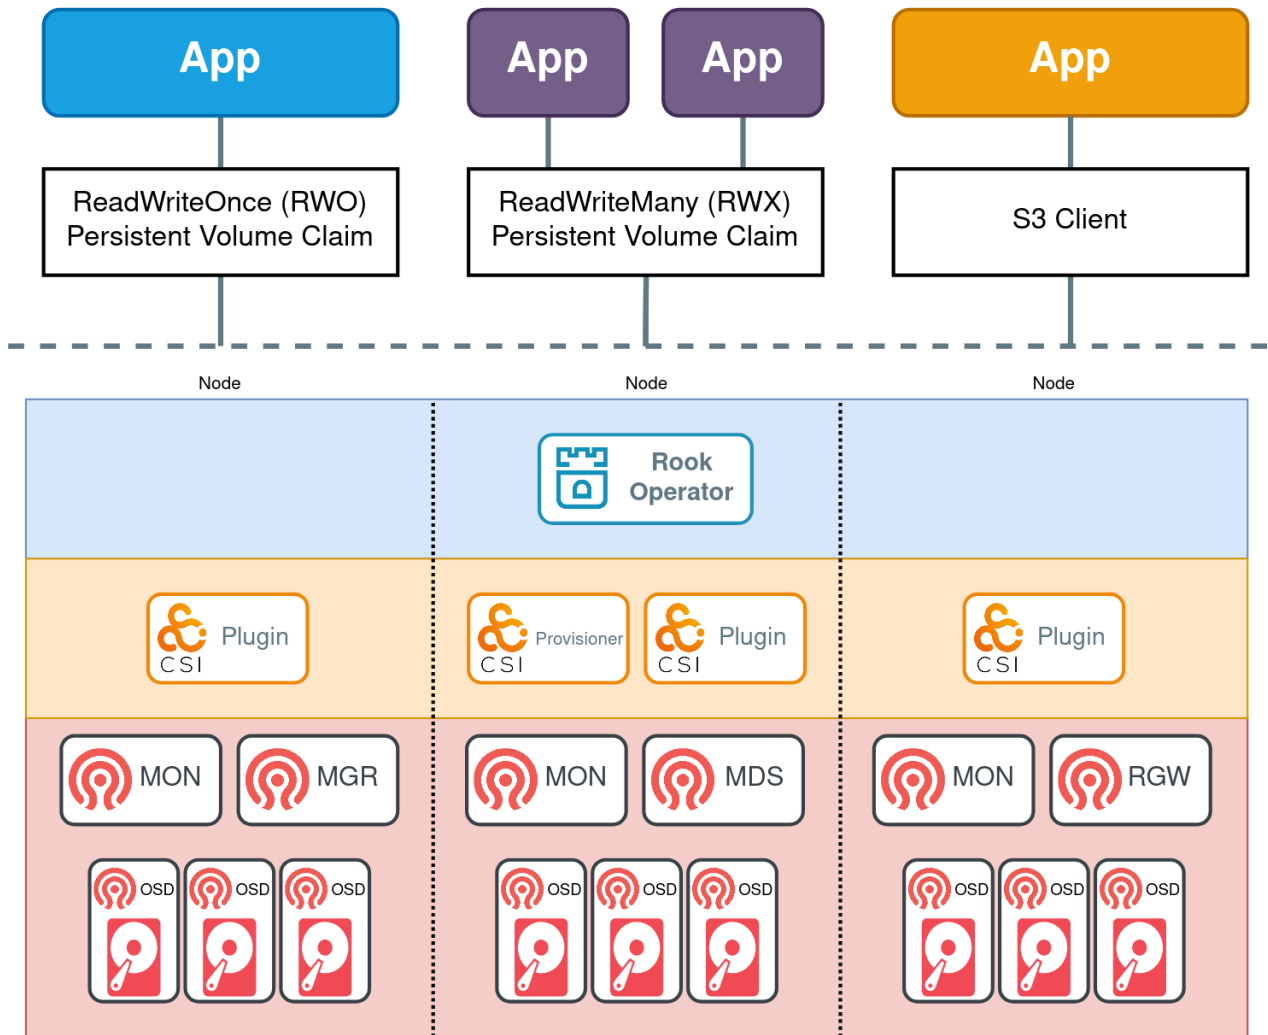 App
App
App
App
ReadWriteOnce (RWO)
Persistent Volume Claim
ReadWriteMany (RWX)
Persistent Volume Claim
S3 Client
Node
Node
Node
Rook
Operator
CSI
Plugin
CSI
Provisioner
CSI
Plugin
CSI
Plugin
MON
MGR
MON
MDS
MON
RGW
OSD
OSD
OSD
OSD
OSD
OSD
OSD
OSD
OSD